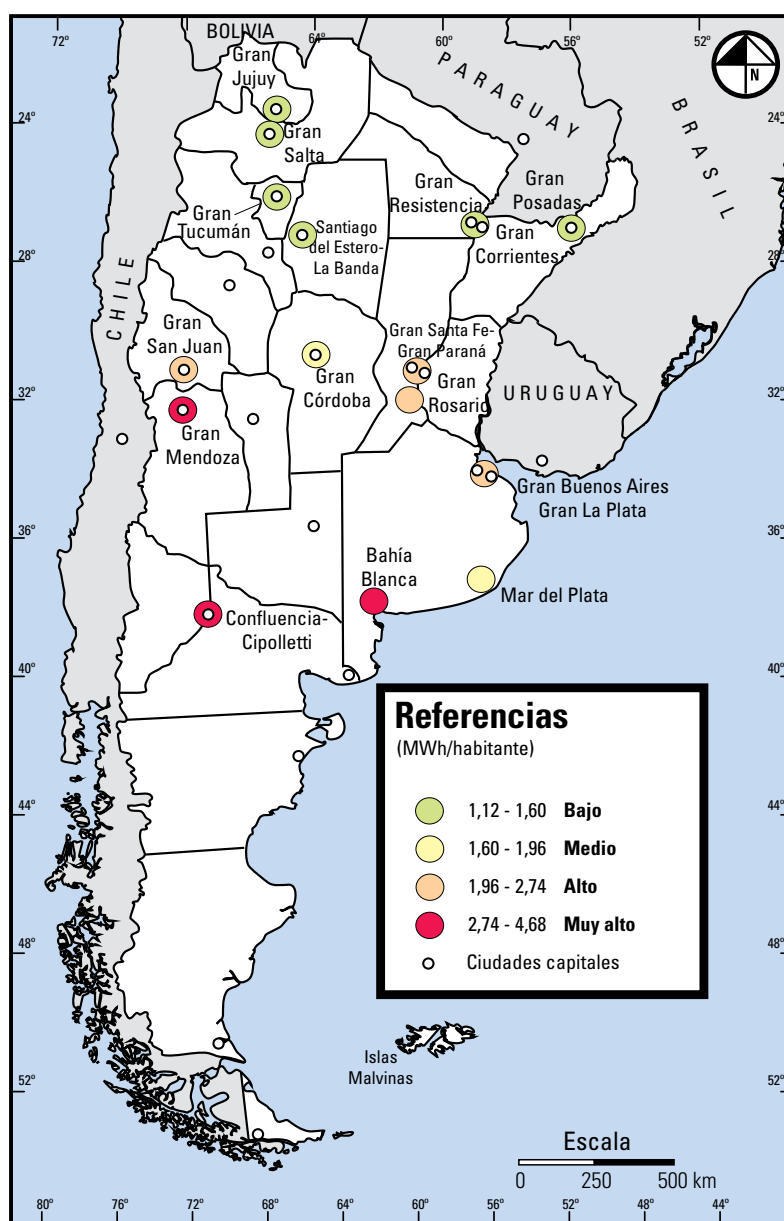 72°
64°
60°
56°
52°
BOLIVIA
PARAGUAY
BRASIL
CHILE
URUGUAY
N
24°
24°
28°
28°
32°
32°
36°
36°
40°
40°
44°
44°
48°
48°
52°
52°
Gran
Jujuy
Gran
Salta
Gran
Tucumán
Santiago
del Estero-
La Banda
Gran
Resistencia
Gran
Posadas
Gran
Corrientes
Gran
San Juan
Gran
Córdoba
Gran Santa Fe-
Gran Paraná
Gran
Rosario
Gran
Mendoza
Gran Buenos Aires
Gran La Plata
Bahía
Blanca
Mar del Plata
Confluencia-
Cipolletti
Referencias
(MWh/habitante)
1,12 - 1,60 Bajo
1,60 - 1,96 Medio
1,96 - 2,74 Alto
2,74 - 4,68 Muy alto
Ciudades capitales
Islas
Malvinas
Escala
0 250 500 km
80° 76° 72° 68° 64° 60° 56° 52° 48° 44°